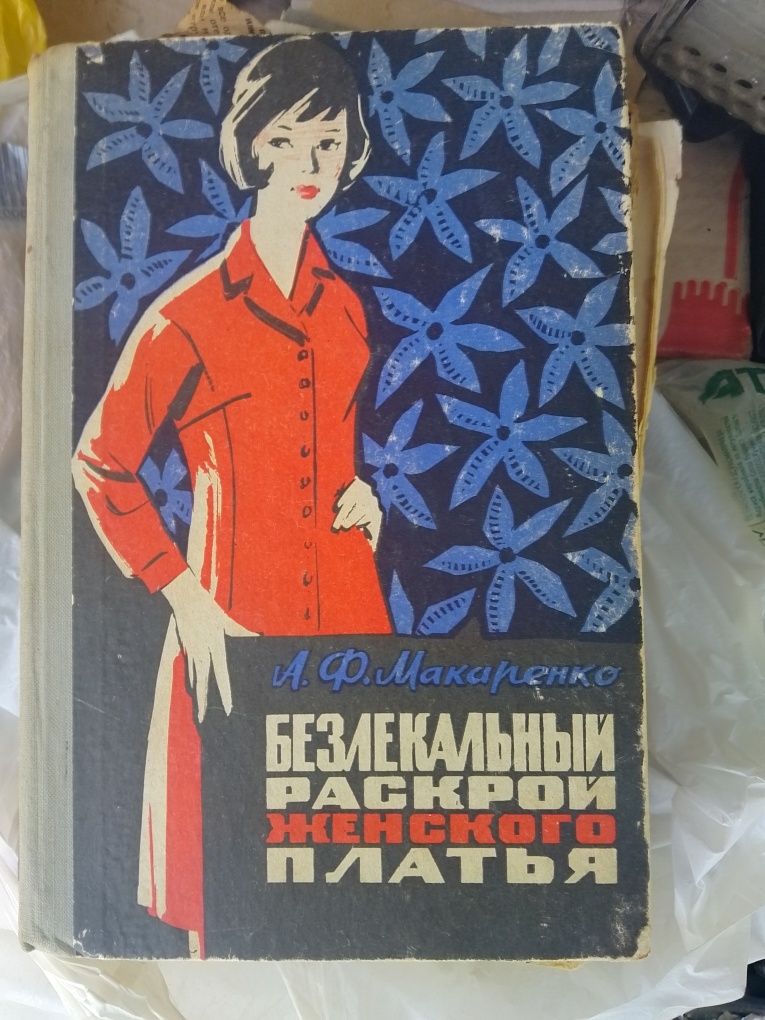 А. Ф. Макаренко
БЕЗЛЕКАЛЬНЫЙ
РАСКРОЙ
ЖЕНСКОГО
ПЛАТЬЯ